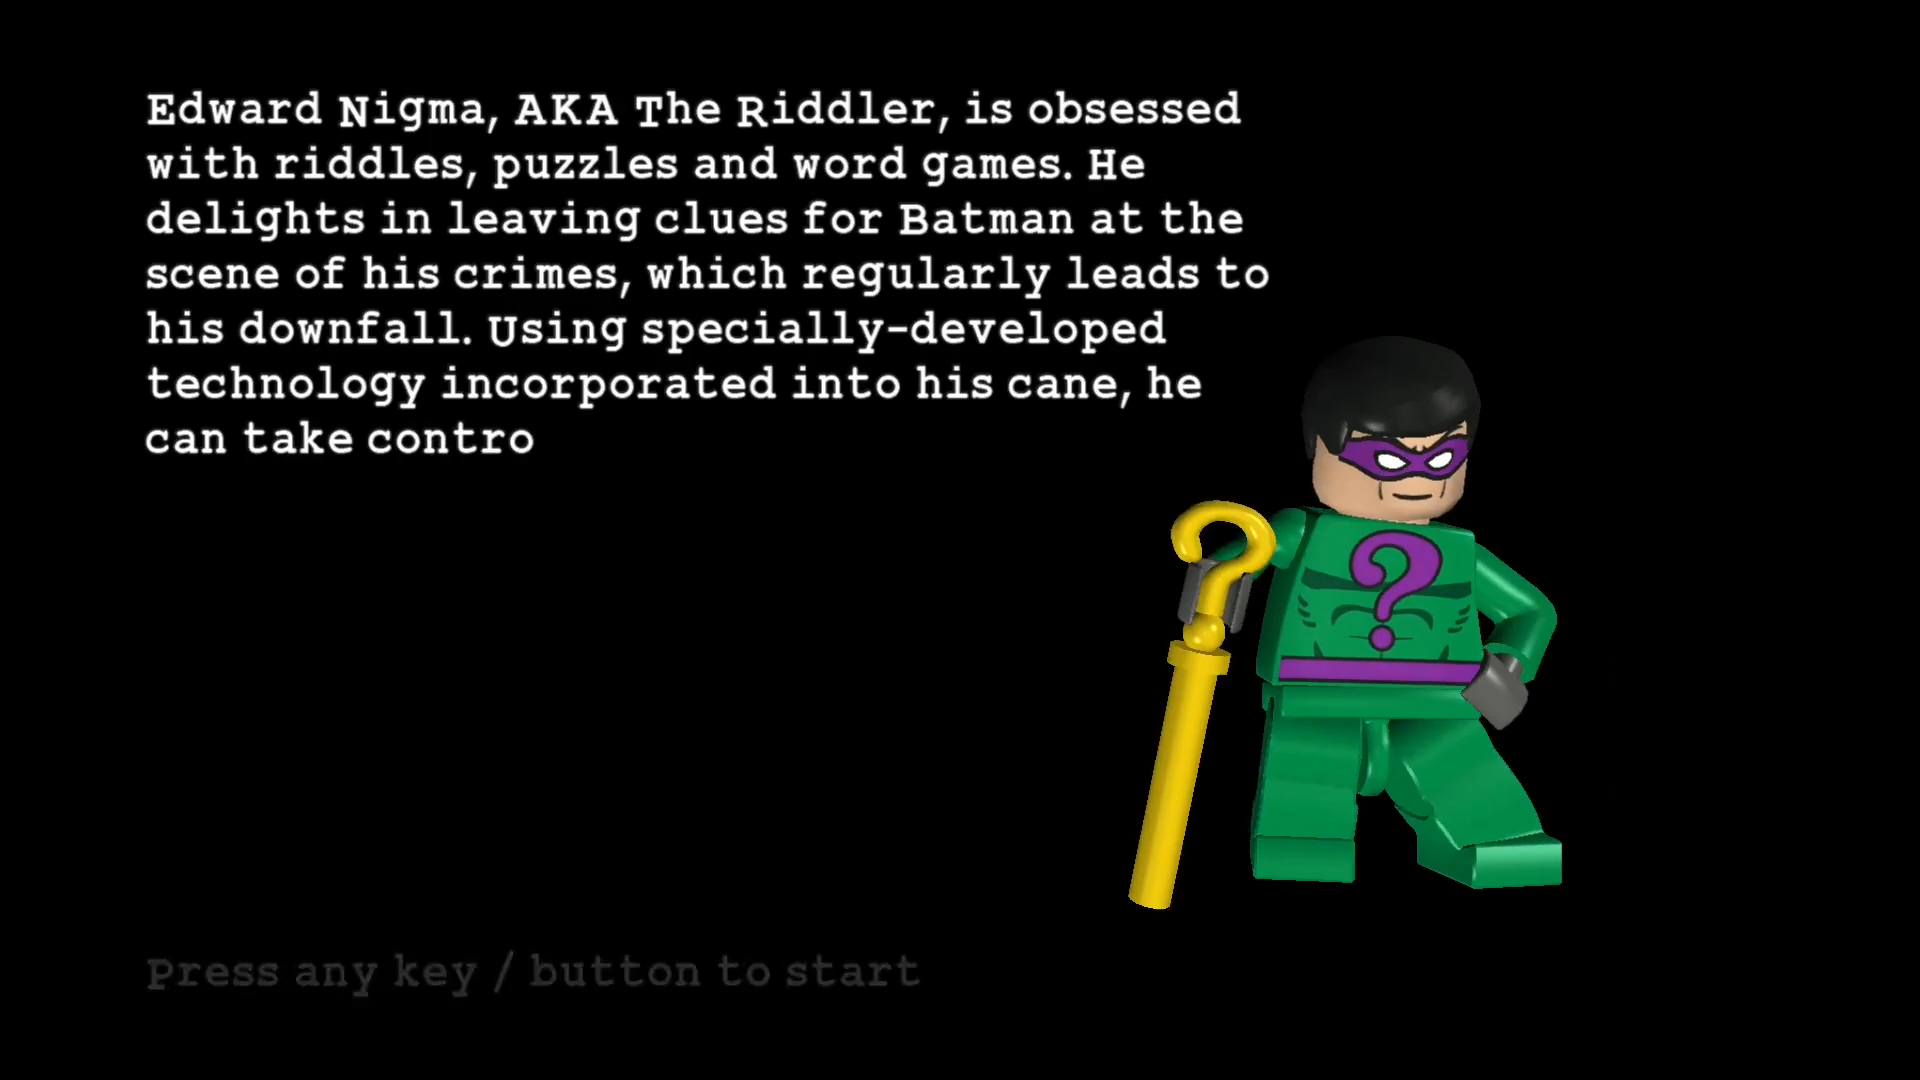 Edward Nigma, AKA The Riddler, is obsessed
with riddles, puzzles and word games. He
delights in leaving clues for Batman at the
scene of his crimes, which regularly leads to
his downfall. Using specially-developed
technology incorporated into his cane, he
can take contro
?
Press any key / button to start